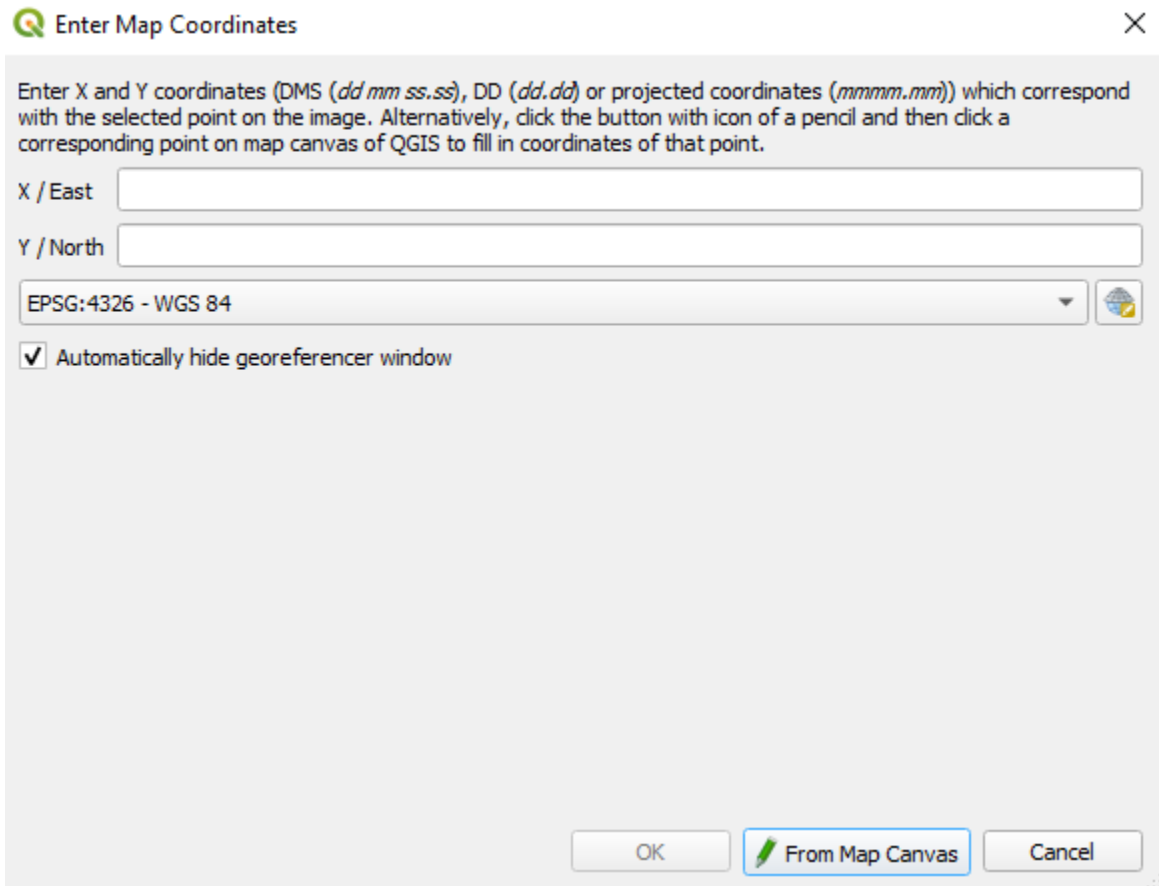 Enter Map Coordinates
Enter X and Y coordinates (DMS (dd mm ss.ss), DD (dd.dd) or projected coordinates (mmmm.mm)) which correspond
with the selected point on the image. Alternatively, click the button with icon of a pencil and then click a
corresponding point on map canvas of QGIS to fill in coordinates of that point.
X / East
Y / North
EPSG:4326 - WGS 84
Automatically hide georeferencer window
OK
From Map Canvas
Cancel